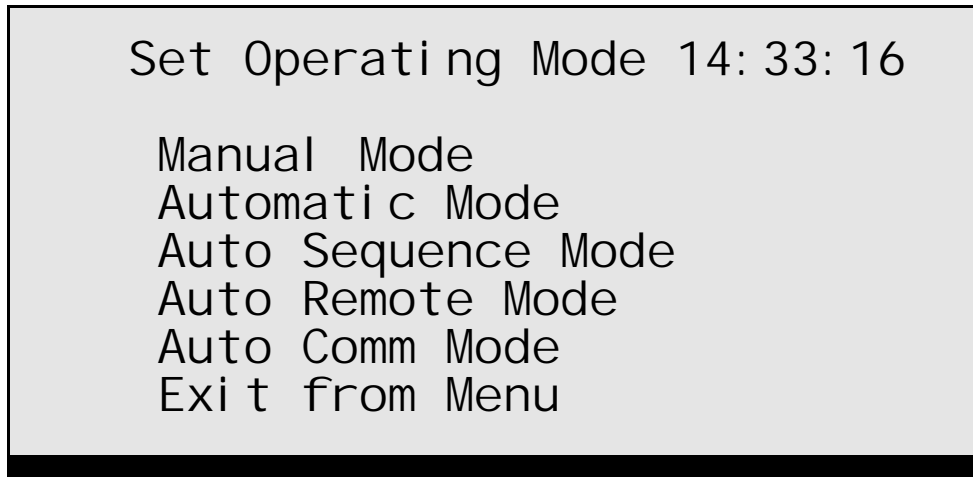 Set Operating Mode 14:33:16
Manual Mode
Automatic Mode
Auto Sequence Mode
Auto Remote Mode
Auto Comm Mode
Exit from Menu